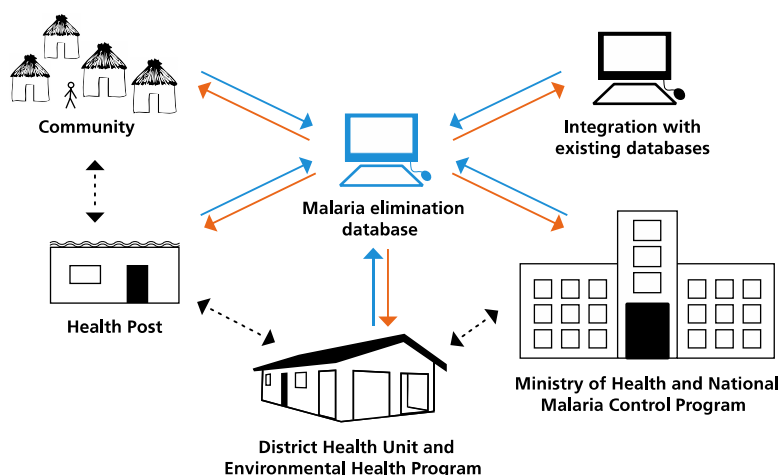 Community
Integration with
existing databases
Malaria elimination
database
Health Post
Ministry of Health and National
Malaria Control Program
District Health Unit and
Environmental Health Program